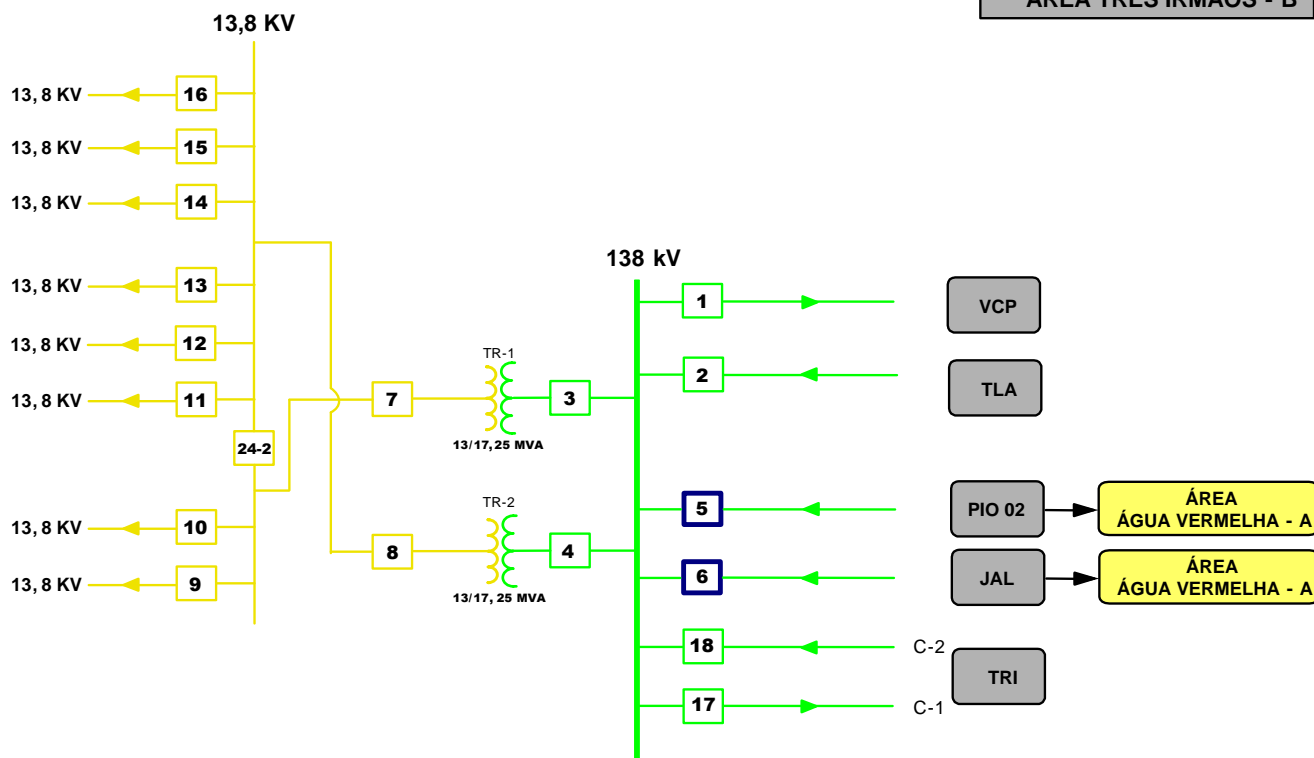 ÁREA TRÊS IRMÃOS - B
13,8 KV
13, 8 KV
16
13, 8 KV
15
13, 8 KV
14
13, 8 KV
13
13, 8 KV
12
13, 8 KV
11
24-2
13, 8 KV
10
13, 8 KV
9
7
8
TR-1
13/17, 25 MVA
TR-2
13/17, 25 MVA
3
4
138 kV
1
VCP
2
TLA
5
PIO 02
ÁREA
ÁGUA VERMELHA - A
6
JAL
ÁREA
ÁGUA VERMELHA - A
18
C-2
TRI
17
C-1